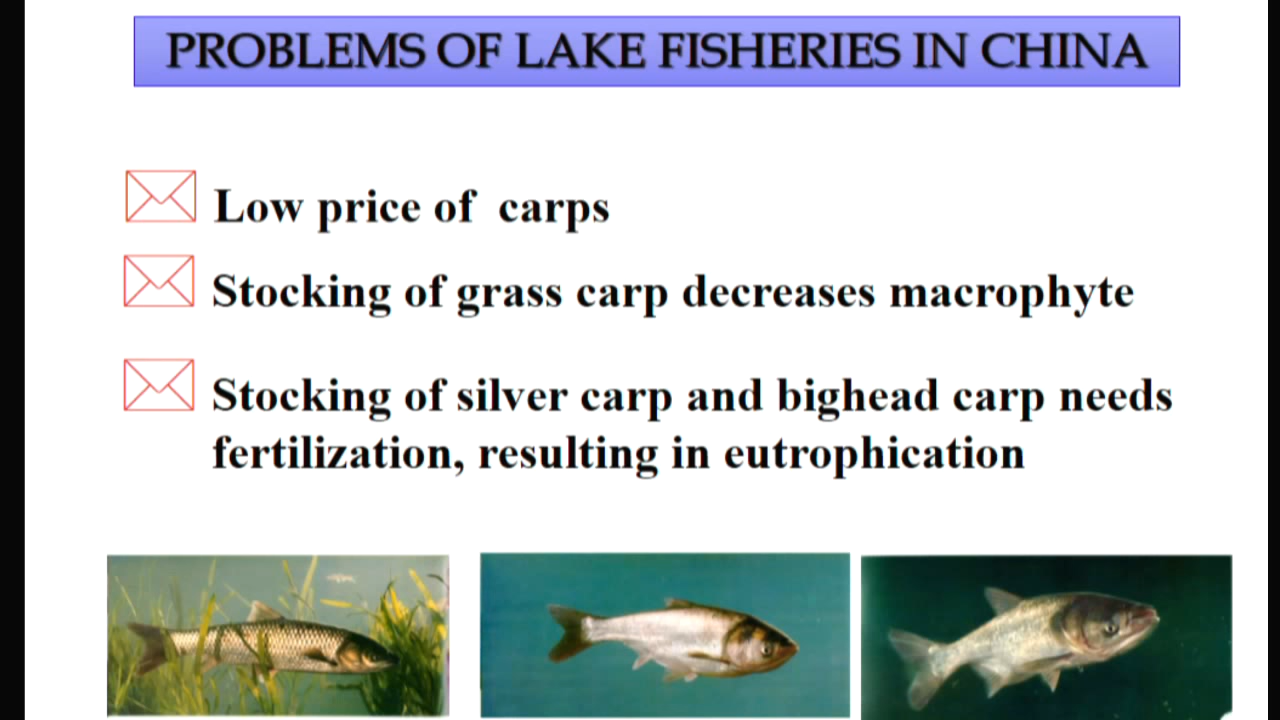 PROBLEMS OF LAKE FISHERIES IN CHINA
Low price of carps
Stocking of grass carp decreases macrophyte
Stocking of silver carp and bighead carp needs
fertilization, resulting in eutrophication